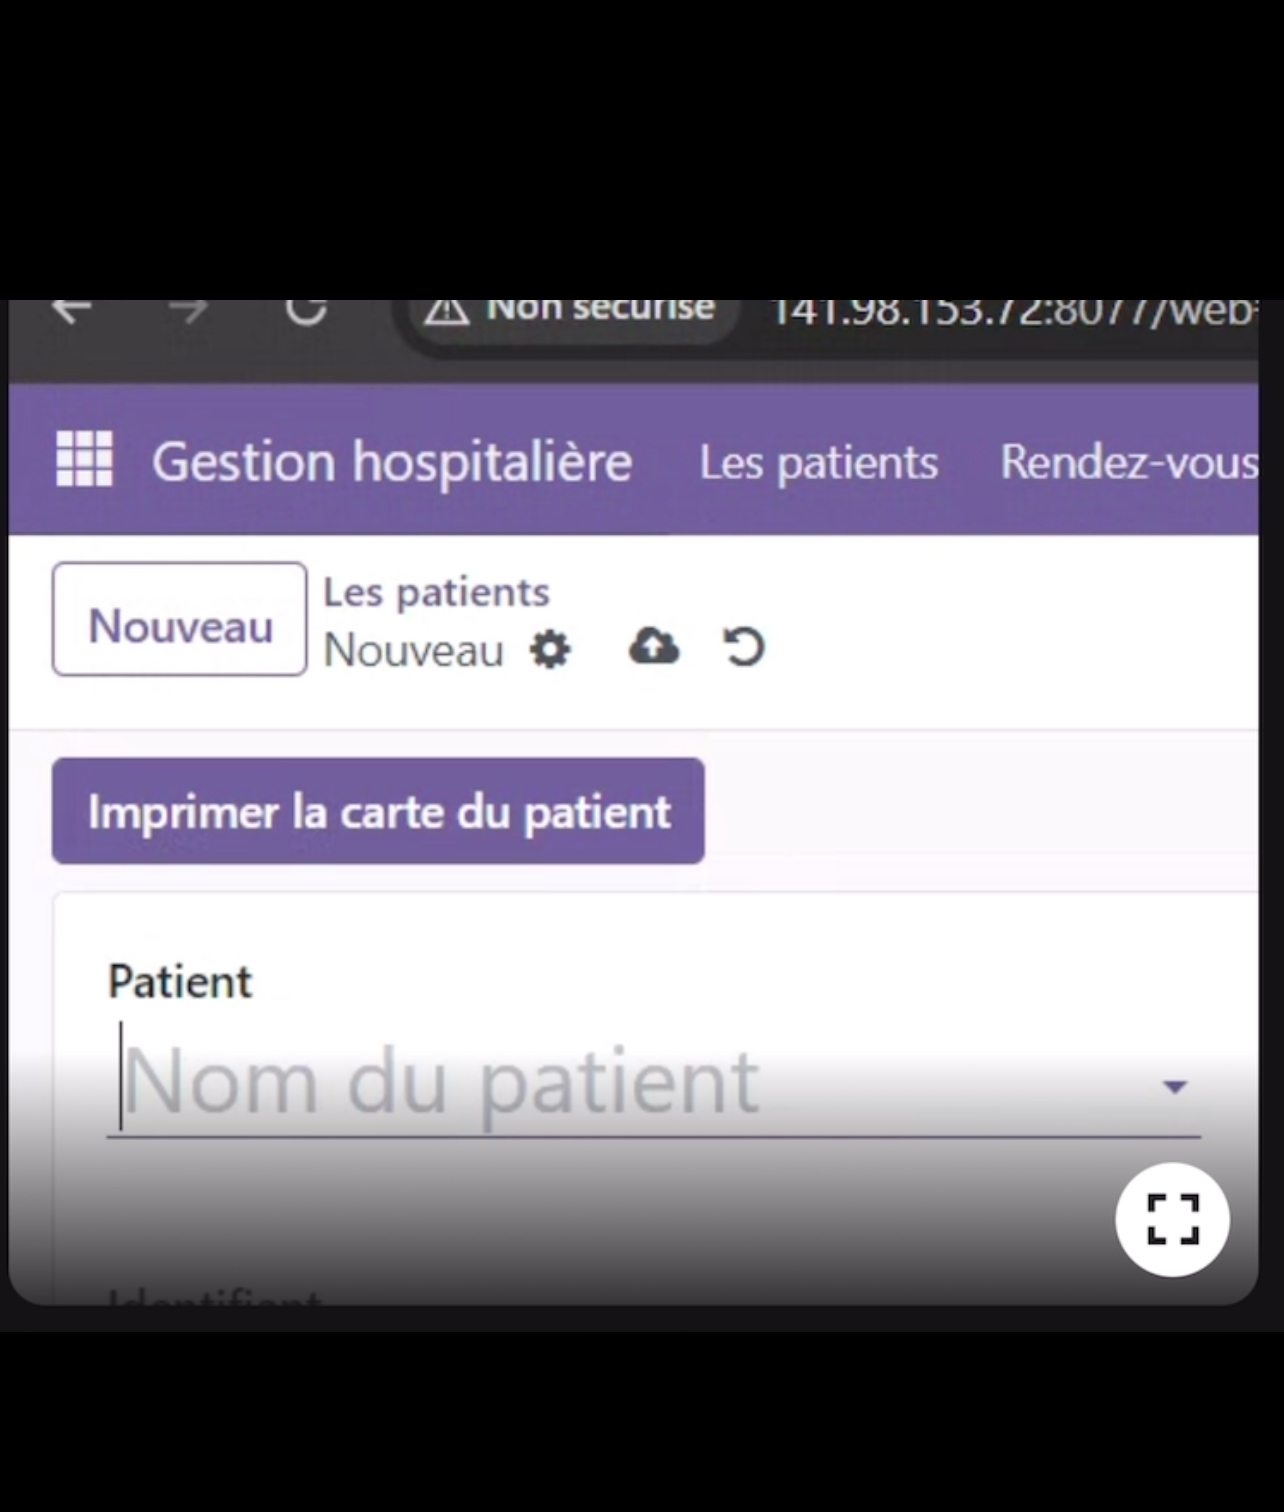 Non sécurisé 141.98.153.72:8077/web
Gestion hospitalière Les patients Rendez-vous
Nouveau
Les patients
Nouveau
Imprimer la carte du patient
Patient
Nom du patient
Identifiant